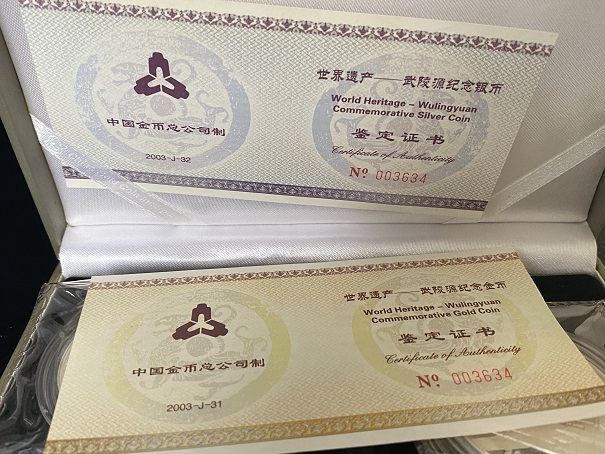 中国金币总公司制
2003-J-32
世界遗产——武陵源纪念银币
World Heritage – Wulingyuan
Commemorative Silver Coin
鉴定证书
Certificate of Authenticity
Nº 003634
中国金币总公司制
2003-J-31
世界遗产——武陵源纪念金币
World Heritage – Wulingyuan
Commemorative Gold Coin
鉴定证书
Certificate of Authenticity
Nº 003634